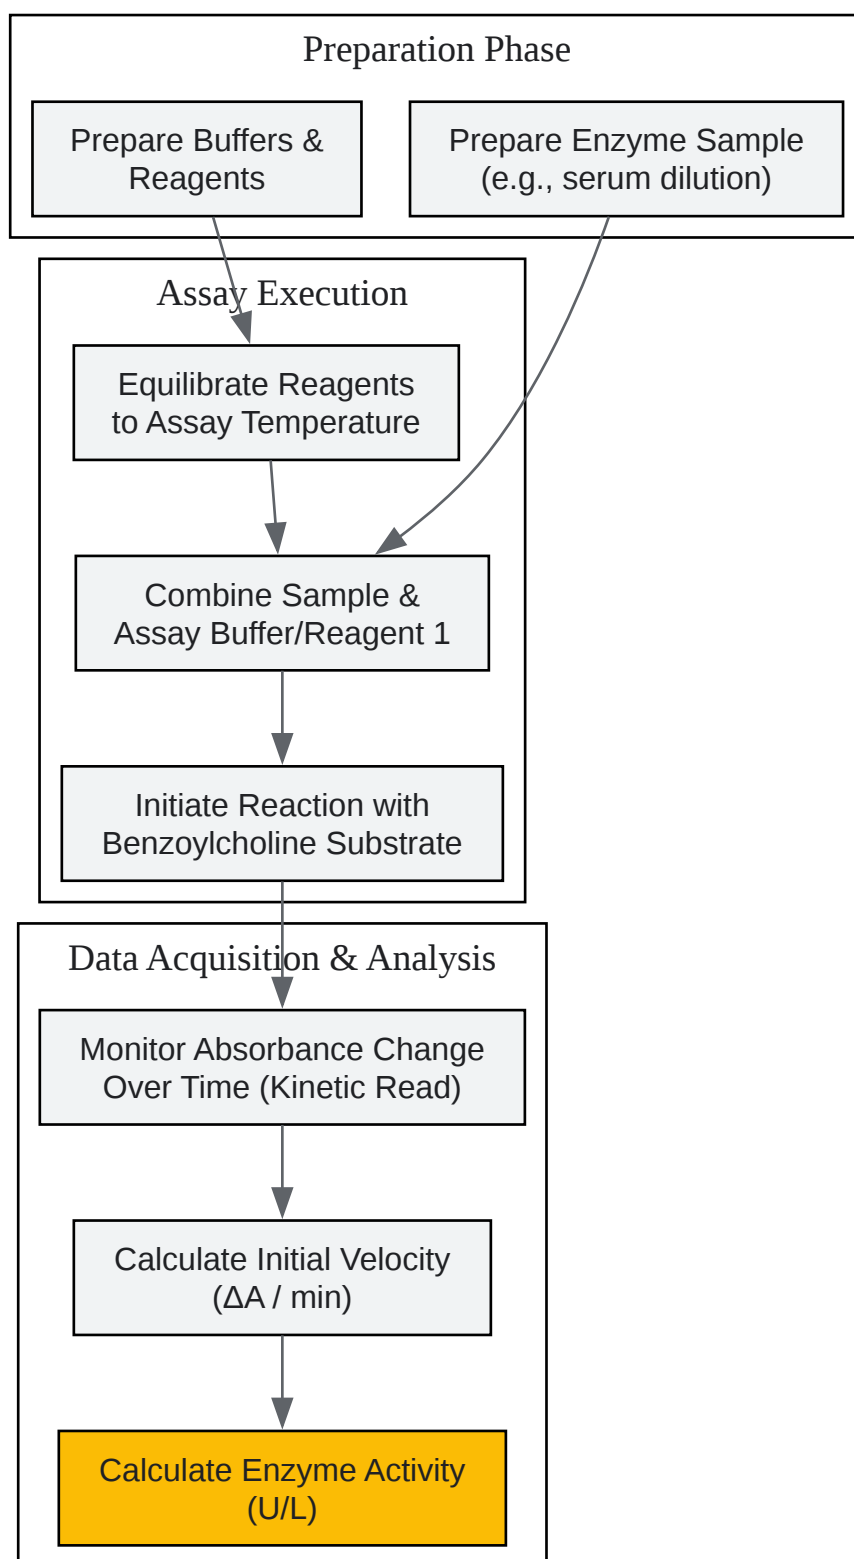 Preparation Phase
Prepare Buffers &
Reagents
Prepare Enzyme Sample
(e.g., serum dilution)
Assay Execution
Equilibrate Reagents
to Assay Temperature
Combine Sample &
Assay Buffer/Reagent 1
Initiate Reaction with
Benzoylcholine Substrate
Data Acquisition & Analysis
Monitor Absorbance Change
Over Time (Kinetic Read)
Calculate Initial Velocity
(ΔA / min)
Calculate Enzyme Activity
(U/L)